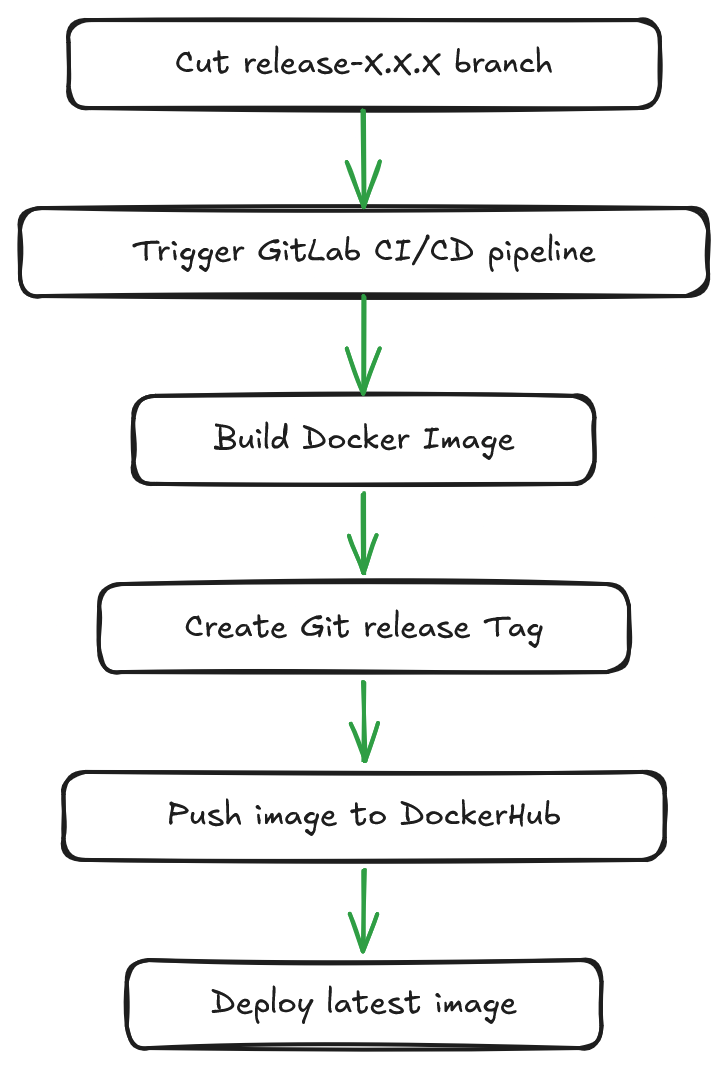 Cut release-X.X.X branch
Trigger GitLab CI/CD pipeline
Build Docker Image
Create Git release Tag
Push image to DockerHub
Deploy latest image